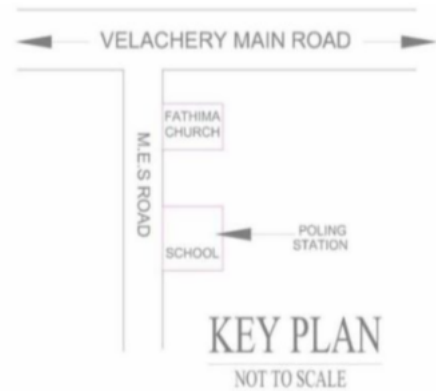 VELACHERY MAIN ROAD
FATHIMA
CHURCH
M.E.S ROAD
POLING
STATION
SCHOOL
KEY PLAN
NOT TO SCALE